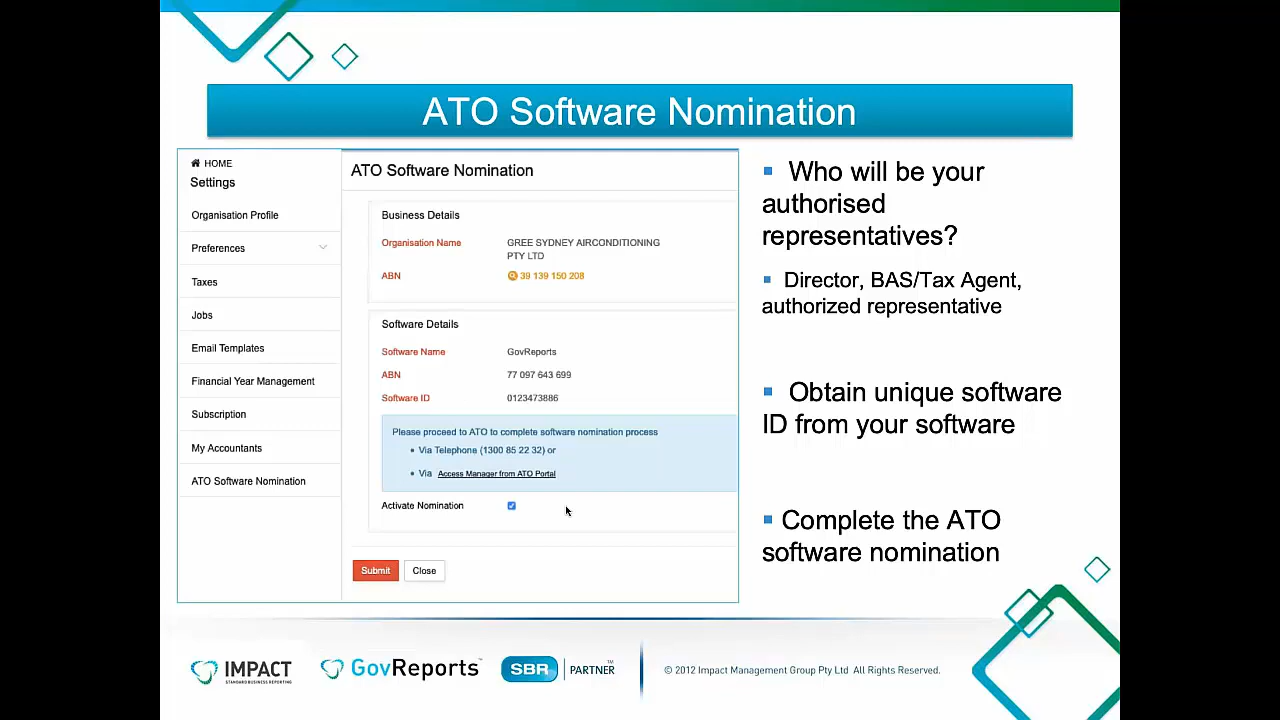 ATO Software Nomination
HOME
Settings
Organisation Profile
Preferences
Taxes
Jobs
Email Templates
Financial Year Management
Subscription
My Accountants
ATO Software Nomination
ATO Software Nomination
Business Details
Organisation Name GREE SYDNEY AIRCONDITIONING
PTY LTD
ABN 39 139 150 208
Software Details
Software Name GovReports
ABN 77 097 643 699
Software ID 0123473886
Please proceed to ATO to complete software nomination process
• Via Telephone (1300 85 22 32) or
• Via Access Manager from ATO Portal
Activate Nomination
Submit Close
▪ Who will be your
authorised
representatives?
▪ Director, BAS/Tax Agent,
authorized representative
▪ Obtain unique software
ID from your software
▪ Complete the ATO
software nomination
IMPACT
STANDARD BUSINESS REPORTING
GovReports™
SBR PARTNER™
© 2012 Impact Management Group Pty Ltd All Rights Reserved.